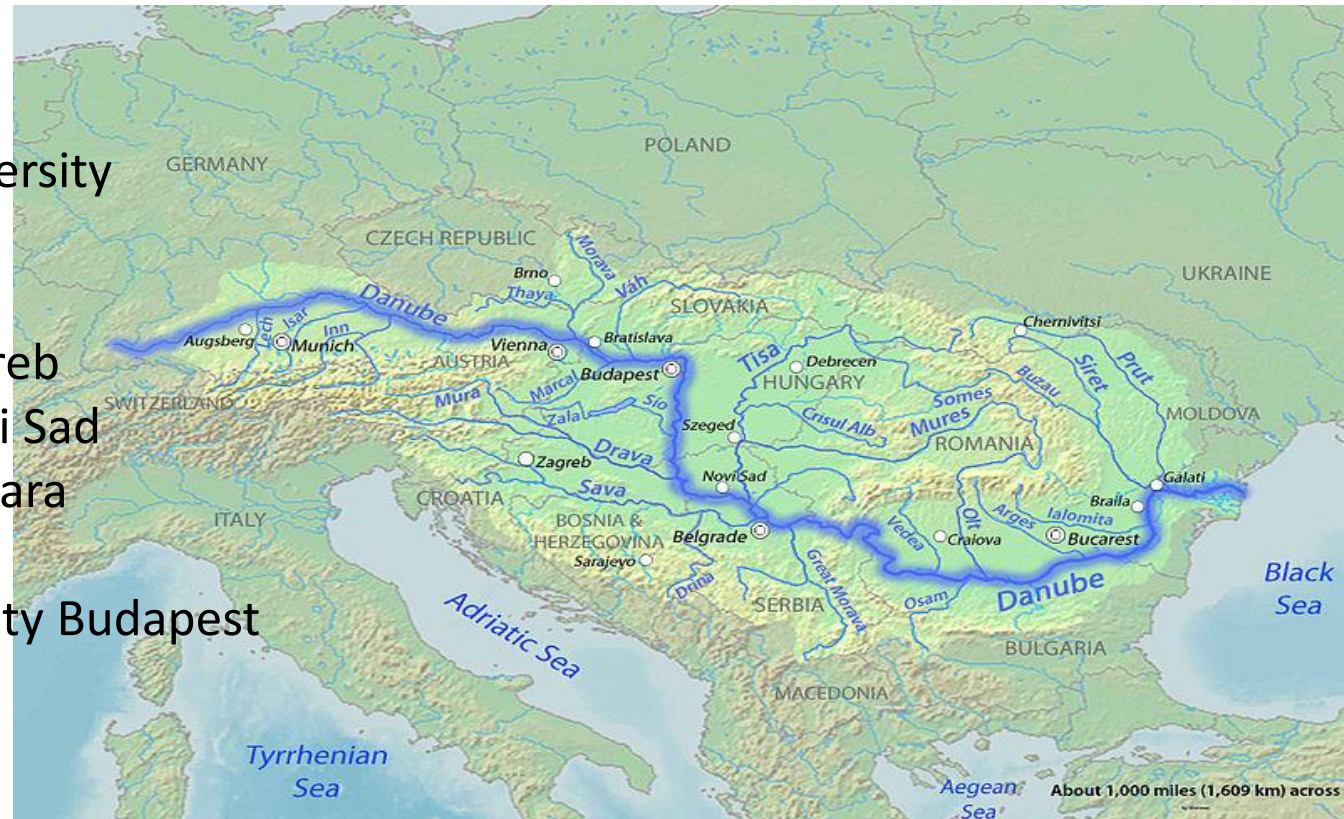 ersity
reb
i Sad
ara
ty Budapest
GERMANY
POLAND
CZECH REPUBLIC
UKRAINE
Brno
Morava
Thaya
Váh
SLOVAKIA
Danube
Augsberg
Lech
Isar
Inn
Munich
Vienna
Bratislava
AUSTRIA
Budapest
Tisa
Debrecen
HUNGARY
Chernivitsi
Siret
Prut
Buzau
MOLDOVA
SWITZERLAND
Mura
Marcal
Zalal
Sio
Szeged
Crisul Alb
Somes
Mures
ROMANIA
Zagreb
Drava
Sava
Novi Sad
CROATIA
ITALY
BOSNIA &
HERZEGOVINA
Sarajevo
Belgrade
Drina
SERBIA
Great Morava
Vedea
Craiova
Olt
Arges
Ialomita
Bucarest
Braila
Galati
Osam
Danube
BULGARIA
MACEDONIA
Black
Sea
Adriatic Sea
Tyrrhenian
Sea
Aegean
Sea
About 1,000 miles (1,609 km) across